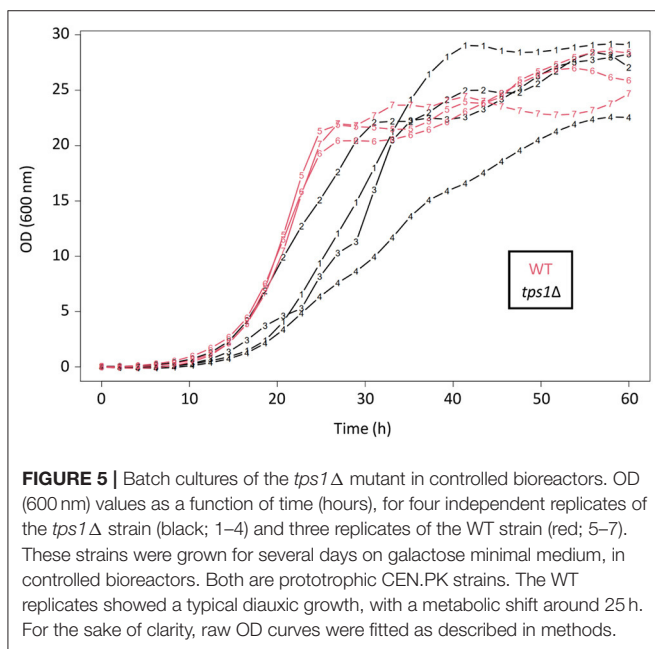 30
25
20
15
10
5
0
OD (600 nm)
WT
tps1Δ
0 10 20 30 40 50 60
Time (h)
FIGURE 5 | Batch cultures of the tps1Δ mutant in controlled bioreactors. OD
(600 nm) values as a function of time (hours), for four independent replicates of
the tps1Δ strain (black; 1–4) and three replicates of the WT strain (red; 5–7).
These strains were grown for several days on galactose minimal medium, in
controlled bioreactors. Both are prototrophic CEN.PK strains. The WT
replicates showed a typical diauxic growth, with a metabolic shift around 25 h.
For the sake of clarity, raw OD curves were fitted as described in methods.